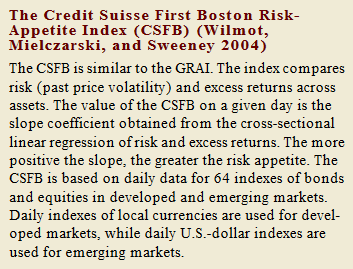 The Credit Suisse First Boston Risk-
Appetite Index (CSFB) (Wilmot,
Mielczarski, and Sweeney 2004)
The CSFB is similar to the GRAI. The index compares
risk (past price volatility) and excess returns across
assets. The value of the CSFB on a given day is the
slope coefficient obtained from the cross-sectional
linear regression of risk and excess returns. The more
positive the slope, the greater the risk appetite. The
CSFB is based on daily data for 64 indexes of bonds
and equities in developed and emerging markets.
Daily indexes of local currencies are used for devel-
oped markets, while daily U.S.-dollar indexes are
used for emerging markets.